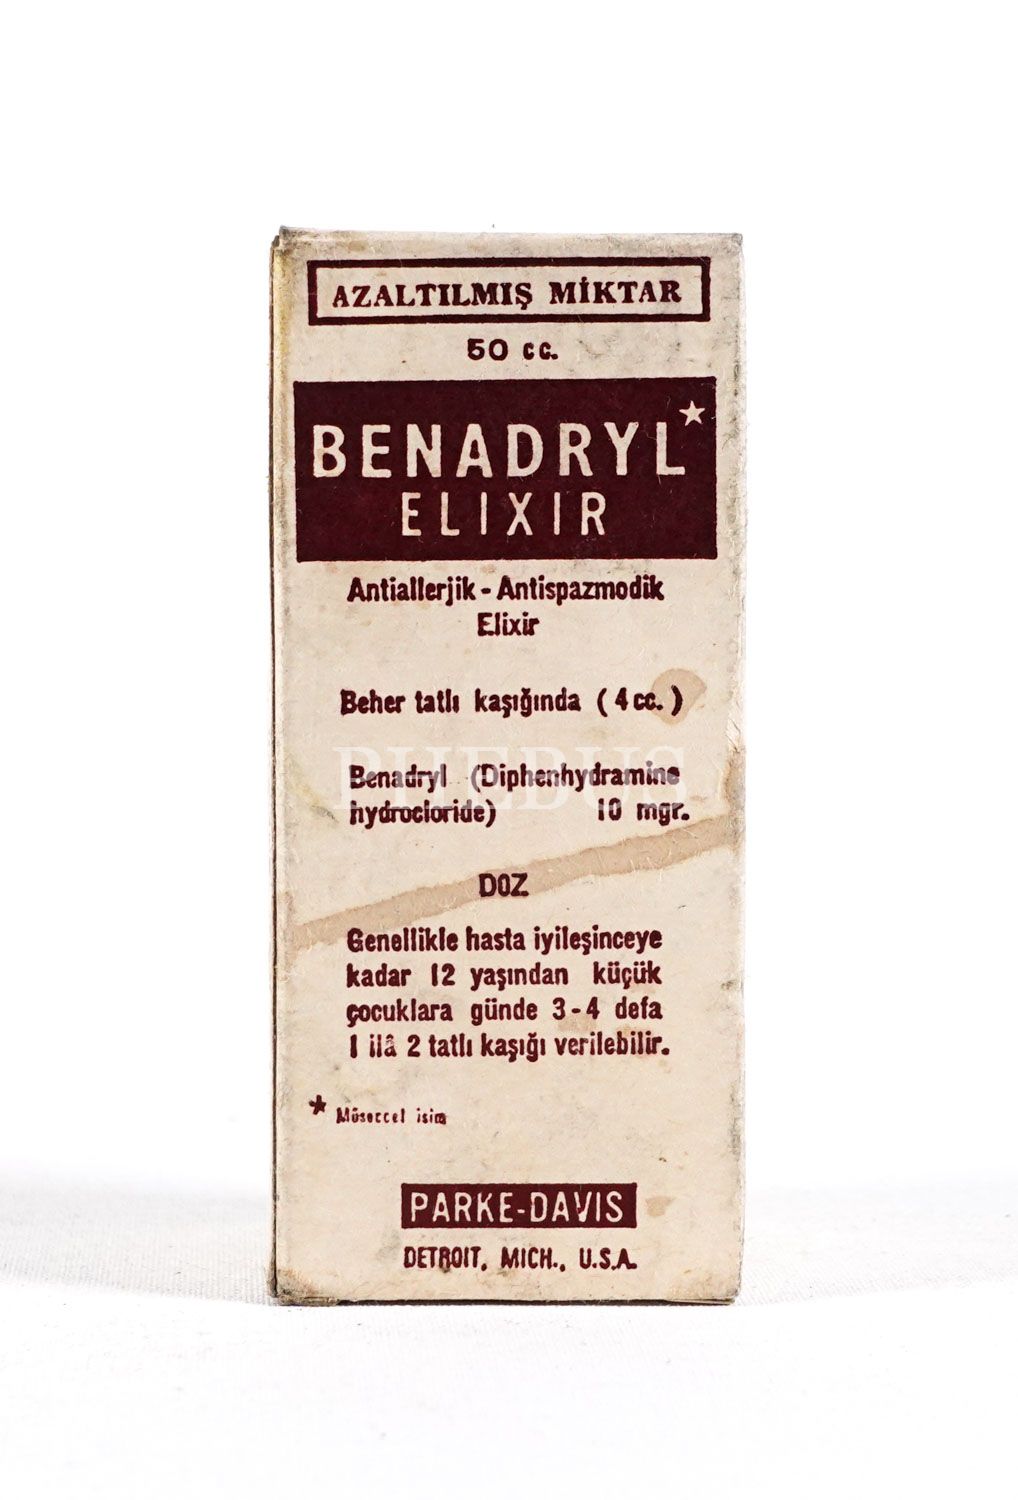 AZALTILMIŞ MİKTAR
50 cc.
BENADRYL*
ELIXIR
Antiallerjik - Antispazmodik
Elixir
Beher tatlı kaşığında (4 cc.)
PHEBUS
Benadryl (Diphenhydramine
hydrocloride) 10 mgr.
DOZ
Genellikle hasta iyileşinceye
kadar 12 yaşından küçük
çocuklara günde 3-4 defa
1 ilâ 2 tatlı kaşığı verilebilir.
* Müseccel isim
PARKE-DAVIS
DETROIT, MICH., U.S.A.